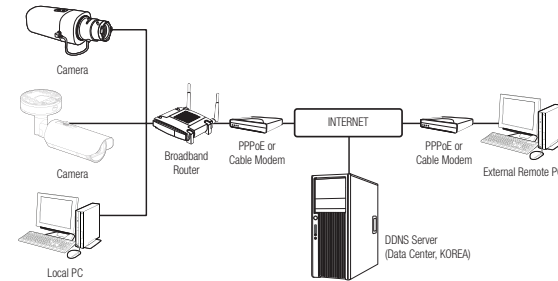 Camera
Camera
Local PC
Broadband
Router
PPPoE or
Cable Modem
INTERNET
PPPoE or
Cable Modem
External Remote PC
DDNS Server
(Data Center, KOREA)